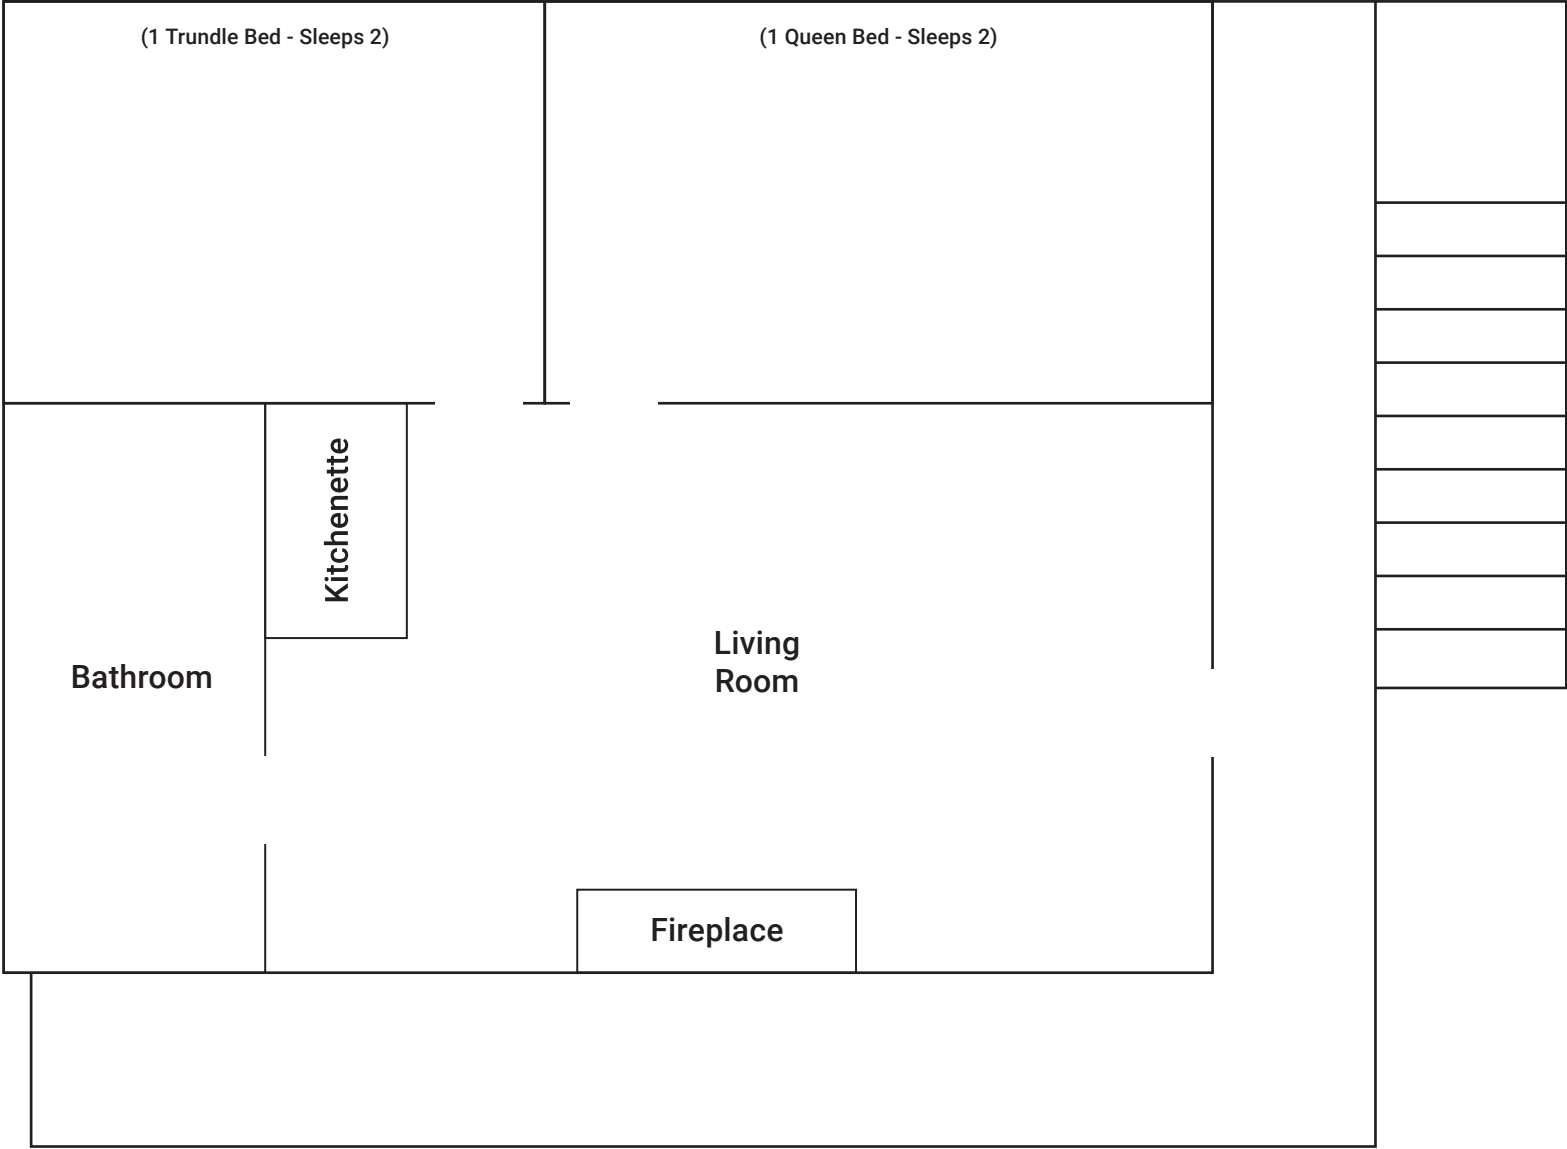 (1 Trundle Bed - Sleeps 2)
(1 Queen Bed - Sleeps 2)
Kitchenette
Living
Room
Bathroom
Fireplace